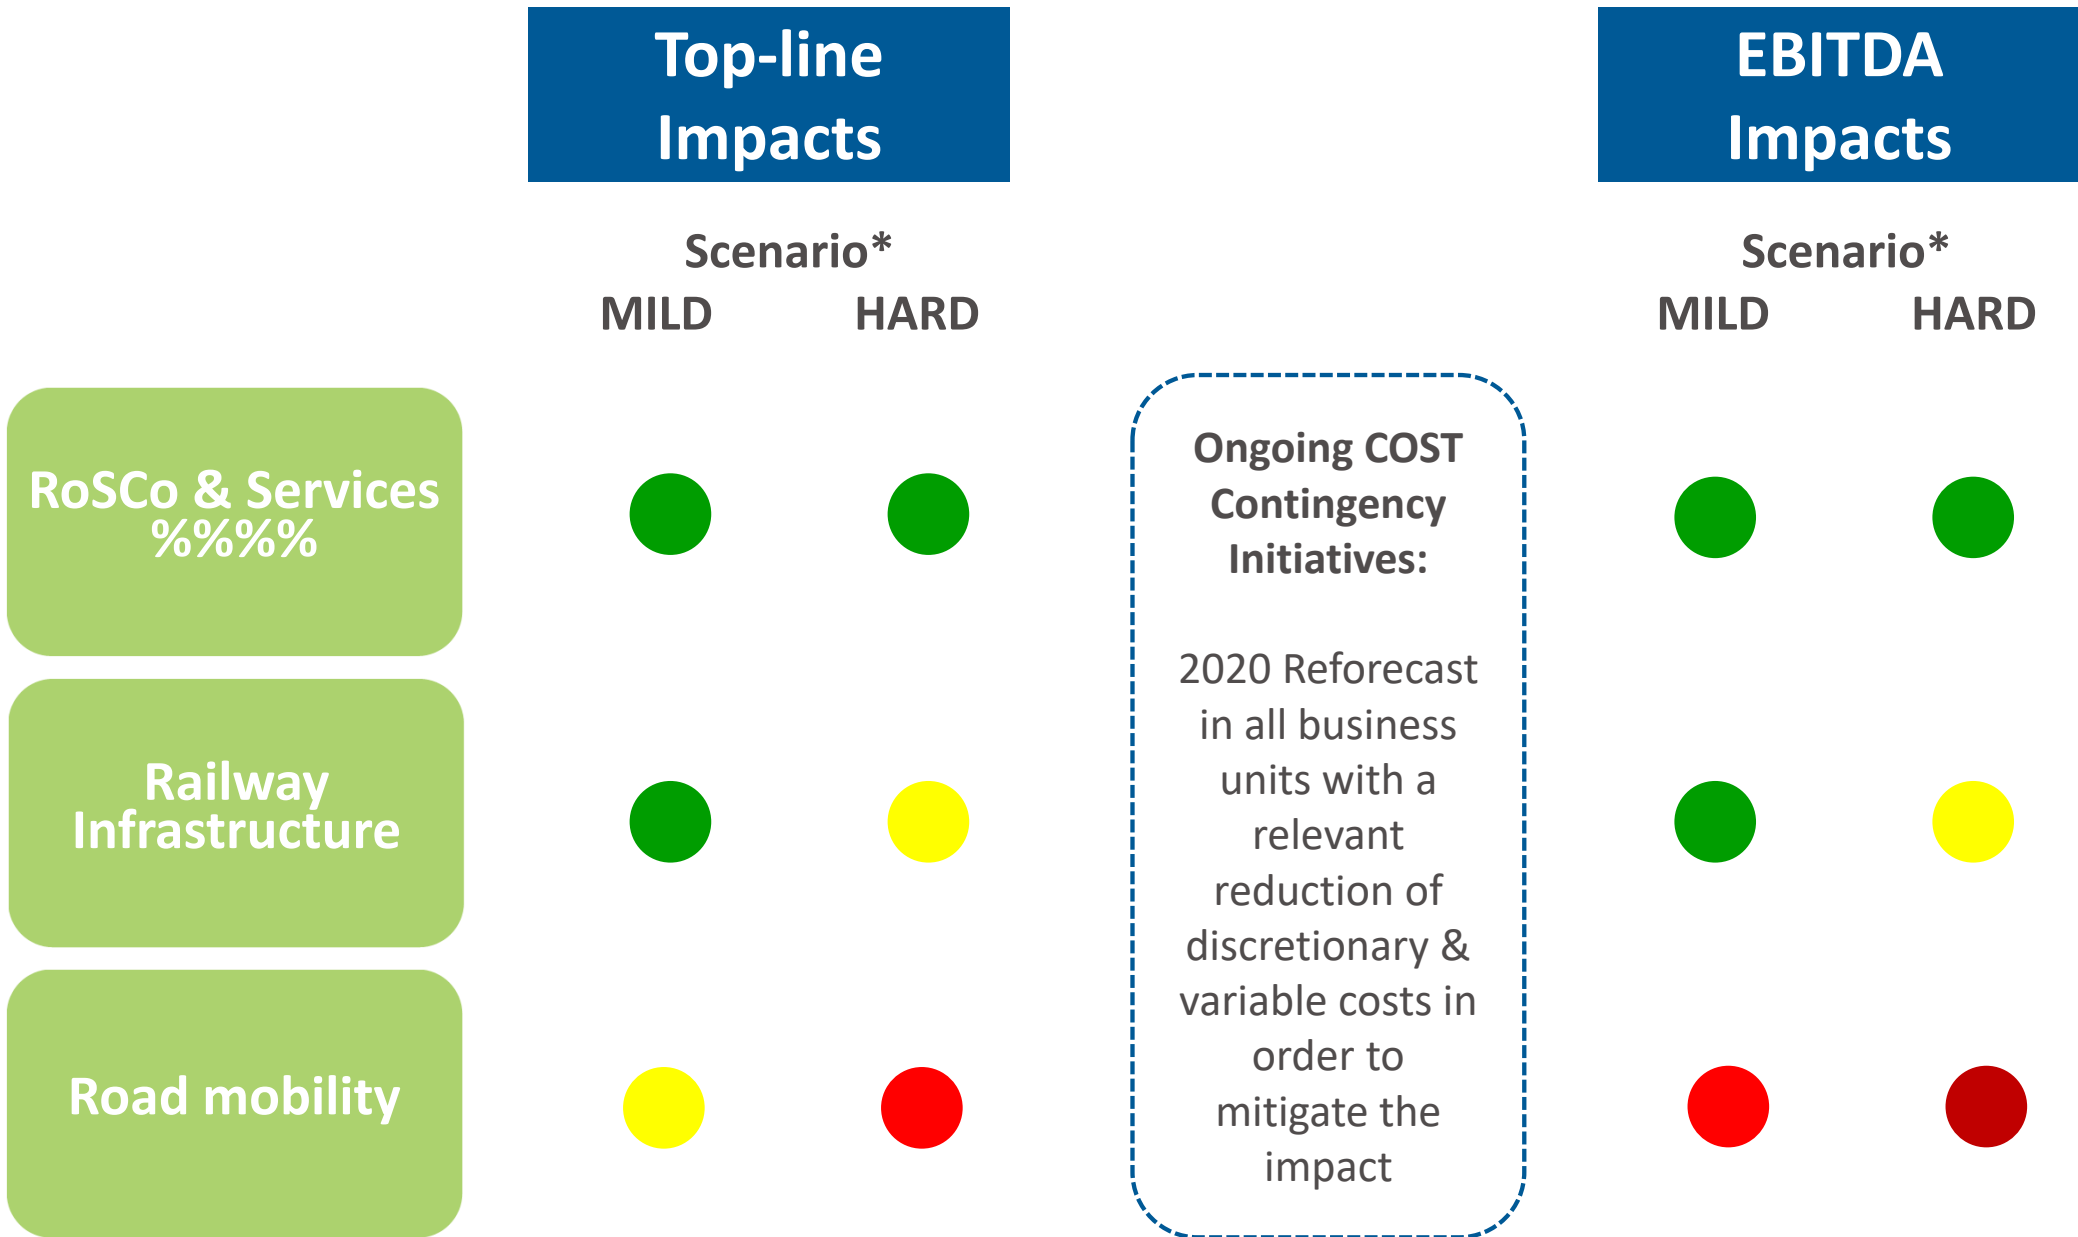 Top-line
Impacts
EBITDA
Impacts
Scenario*
MILD HARD
Scenario*
MILD HARD
RoSCo & Services
%%%%
Railway
Infrastructure
Road mobility
Ongoing COST
Contingency
Initiatives:
2020 Reforecast
in all business
units with a
relevant
reduction of
discretionary &
variable costs in
order to
mitigate the
impact